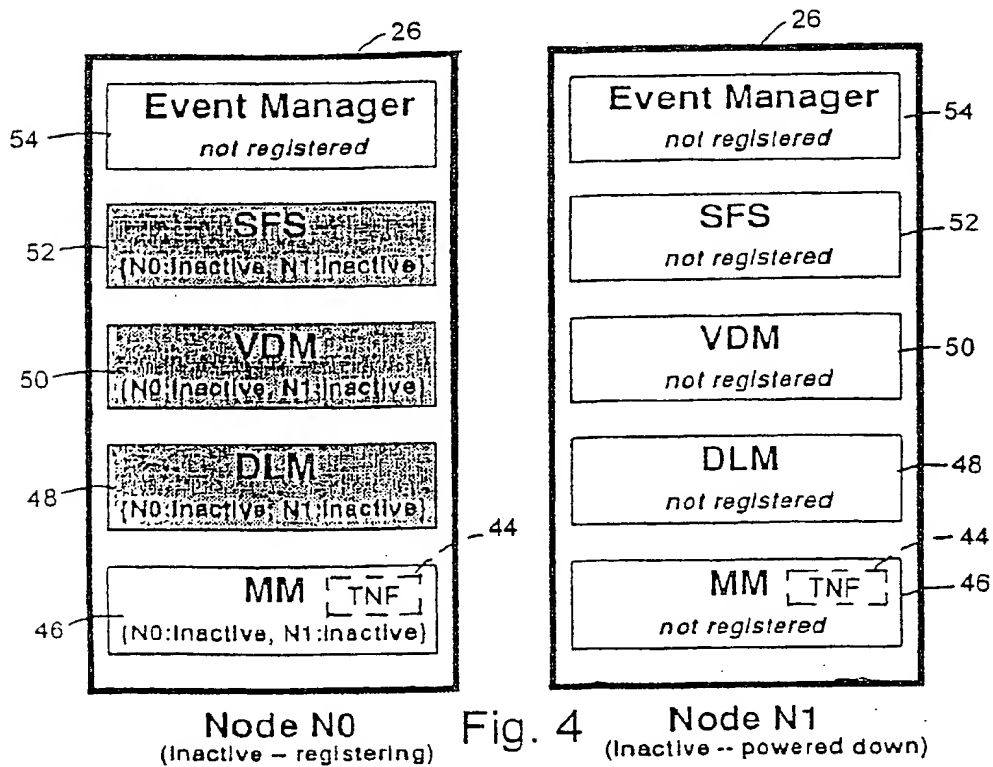 26
26
Event Manager
not registered
54
SFS
{N0:Inactive, N1:Inactive}
52
VDM
{N0:Inactive, N1:Inactive}
50
DLM
{N0:Inactive, N1:Inactive}
48
44
MM
TNF
{N0:Inactive, N1:Inactive}
46
Node N0
(Inactive – registering)
Event Manager
not registered
54
SFS
not registered
52
VDM
not registered
50
DLM
not registered
48
44
MM
TNF
not registered
46
Node N1
(Inactive -- powered down)
Fig. 4